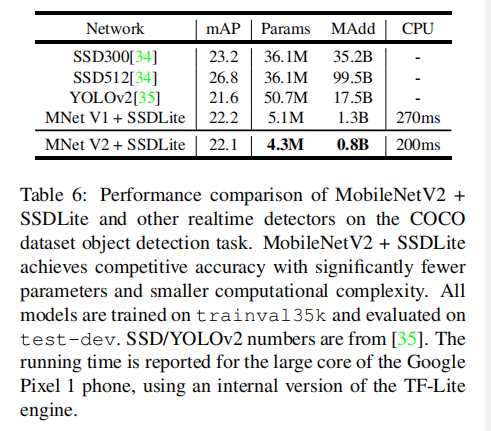 Network mAP Params MAdd CPU
SSD300[34] 23.2 36.1M 35.2B -
SSD512[34] 26.8 36.1M 99.5B -
YOLOv2[35] 21.6 50.7M 17.5B -
MNet V1 + SSDLite 22.2 5.1M 1.3B 270ms
MNet V2 + SSDLite 22.1 4.3M 0.8B 200ms
Table 6: Performance comparison of MobileNetV2 +
SSDLite and other realtime detectors on the COCO
dataset object detection task. MobileNetV2 + SSDLite
achieves competitive accuracy with significantly fewer
parameters and smaller computational complexity. All
models are trained on trainval35k and evaluated on
test-dev. SSD/YOLOv2 numbers are from [35]. The
running time is reported for the large core of the Google
Pixel 1 phone, using an internal version of the TF-Lite
engine.